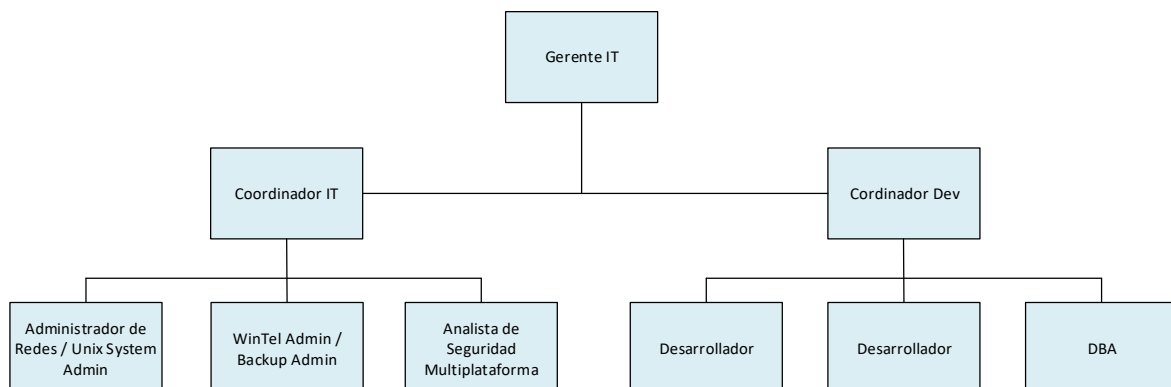 Gerente IT
Coordinador IT
Cordinador Dev
Administrador de
Redes / Unix System
Admin
WinTel Admin /
Backup Admin
Analista de
Seguridad
Multiplataforma
Desarrollador
Desarrollador
DBA